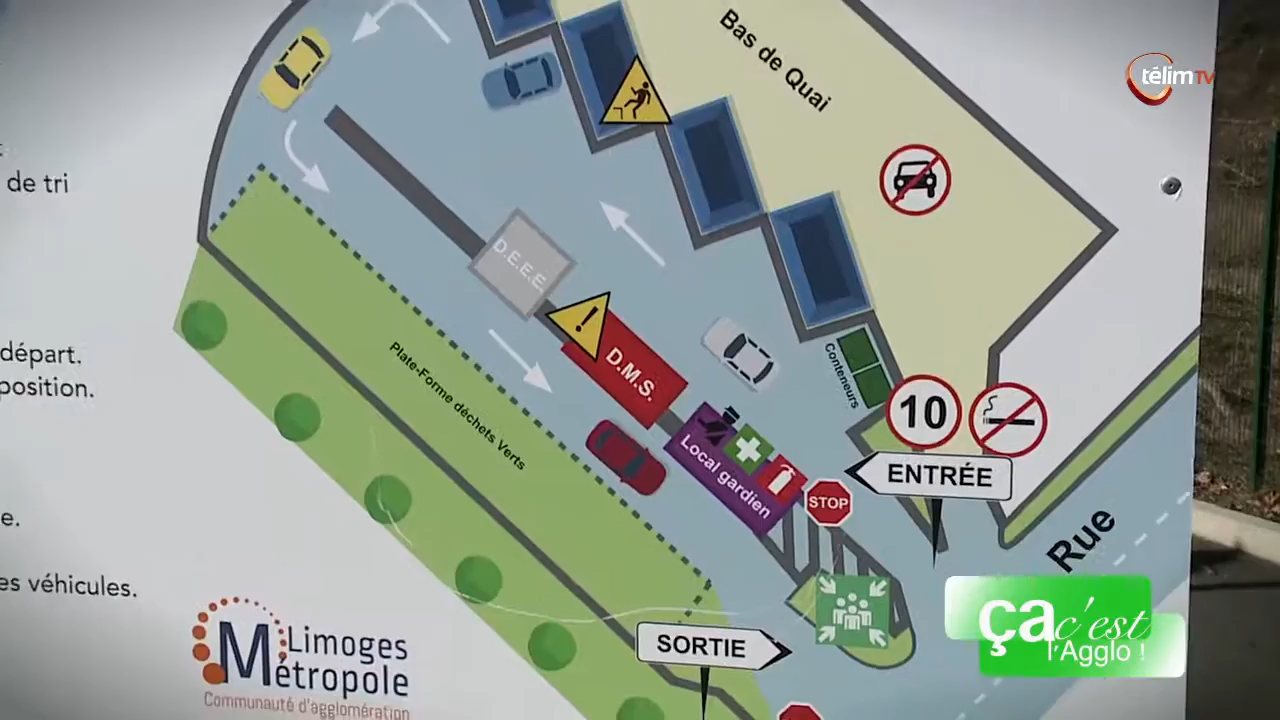 Bas de Quai
télim TV
de tri
D.E.E.E.
départ.
position.
!
D.M.S.
Conteneurs
Plate-Forme déchets Verts
10
Local gardien
ENTRÉE
STOP
e.
Rue
es véhicules.
ça c'est
l'Agglo !
SORTIE
M Limoges
Métropole
Communauté d'agglomération